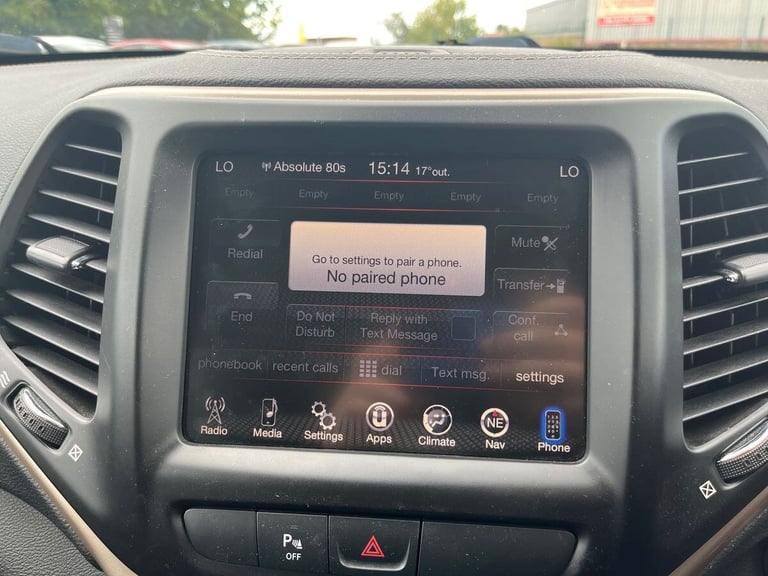 LO Absolute 80s 15:14 17°out. LO
Empty Empty Empty Empty Empty
Redial
Go to settings to pair a phone.
No paired phone
Mute
Transfer
End
Do Not
Disturb
Reply with
Text Message
Conf.
call
phonebook recent calls dial Text msg. settings
Radio Media Settings Apps Climate NE Nav Phone
P
OFF